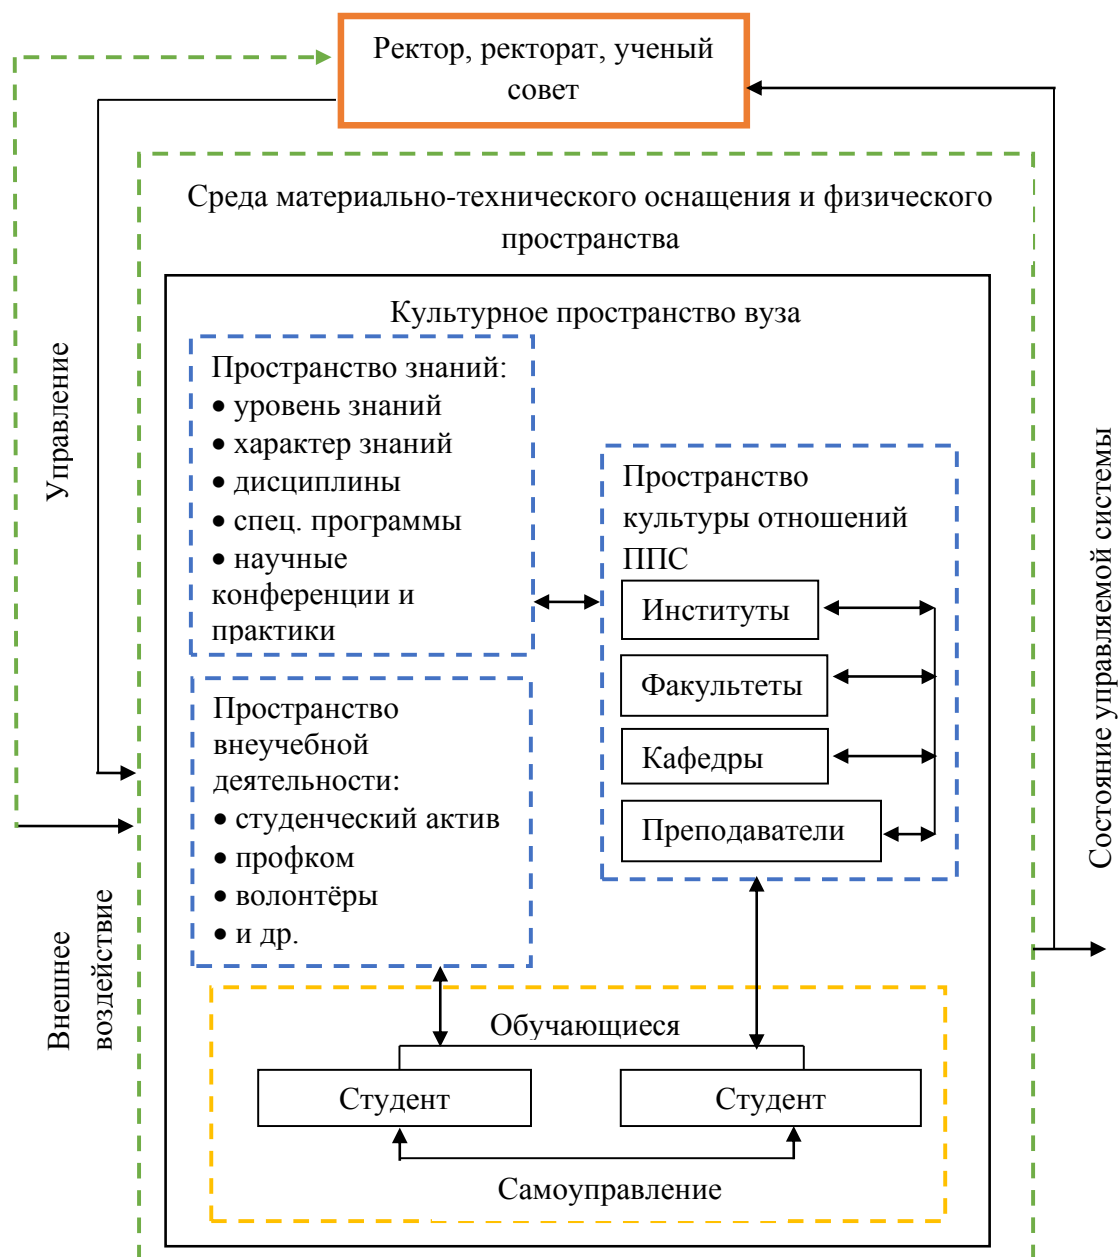 Ректор, ректорат, ученый
совет
Среда материально-технического оснащения и физического
пространства
Культурное пространство вуза
Управление
Пространство знаний:
• уровень знаний
• характер знаний
• дисциплины
• спец. программы
• научные
конференции и
практики
Пространство
культуры отношений
ППС
Институты
Факультеты
Кафедры
Преподаватели
Состояние управляемой системы
Пространство
внеучебной
деятельности:
• студенческий актив
• профком
• волонтёры
• и др.
Внешнее
воздействие
Обучающиеся
Студент
Студент
Самоуправление